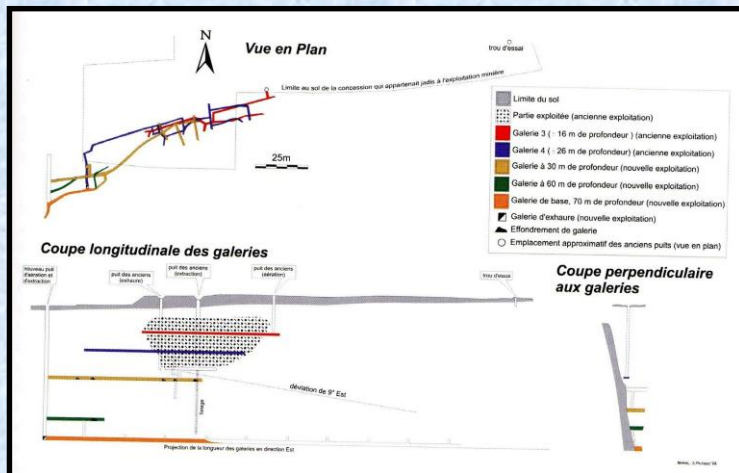 Vue en Plan
N
trou d'essai
Limite au sol de la concession qui appartenait jadis à l'exploitation minière
25m
Limite du sol
Partie exploitée (ancienne exploitation)
Galerie 3 ( : 16 m de profondeur ) (ancienne exploitation)
Galerie 4 ( : 26 m de profondeur) (ancienne exploitation)
Galerie à 30 m de profondeur (nouvelle exploitation)
Galerie à 60 m de profondeur (nouvelle exploitation)
Galerie de base, 70 m de profondeur (nouvelle exploitation)
Galerie d'exhaure (nouvelle exploitation)
Effondrement de galerie
Emplacement approximatif des anciens puits (vue en plan)
Coupe longitudinale des galeries
nouveau puit
d'aération et
d'extraction
puit des anciens
(exhaure)
puit des anciens
(extraction)
puit des anciens
(aération)
trou d'essai
Coupe perpendiculaire
aux galeries
déviation de 9° Est
forage
Projection de la longueur des galeries en direction Est